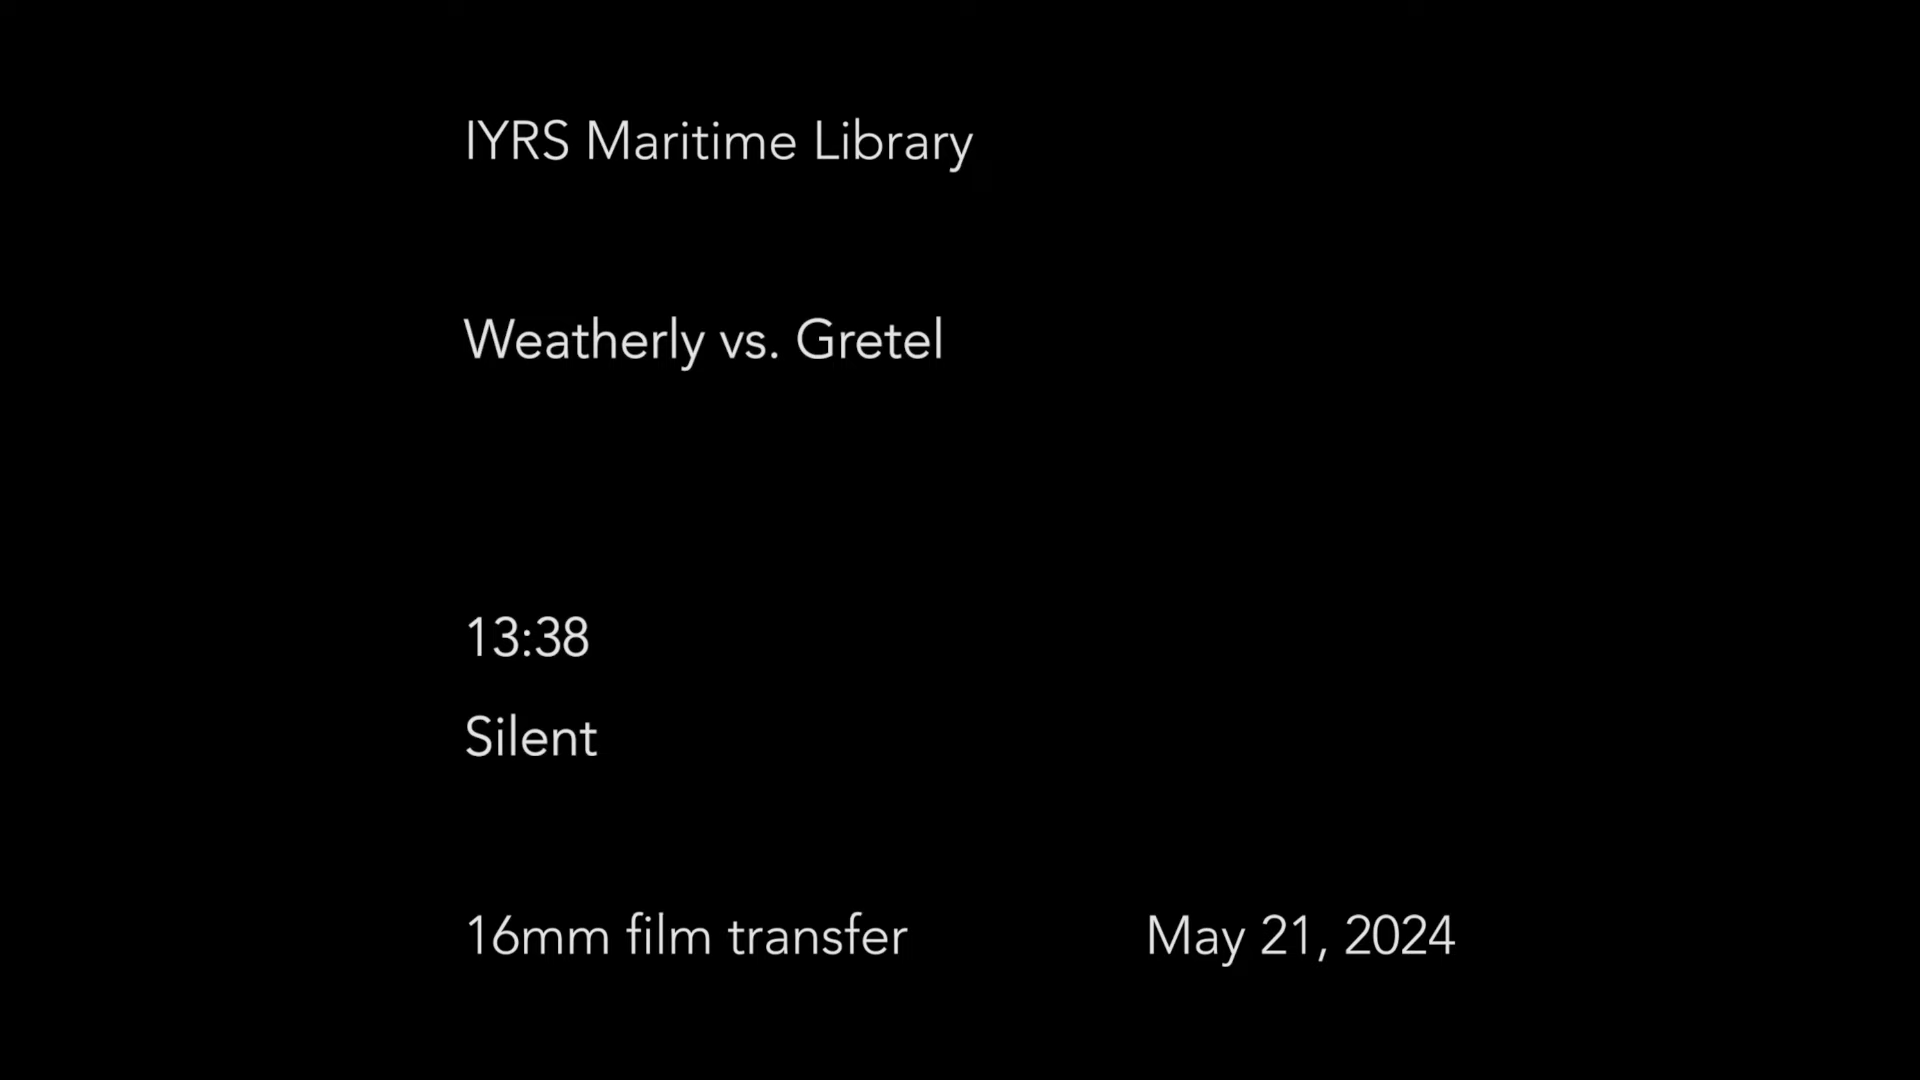 IYRS Maritime Library
Weatherly vs. Gretel
13:38
Silent
16mm film transfer May 21, 2024